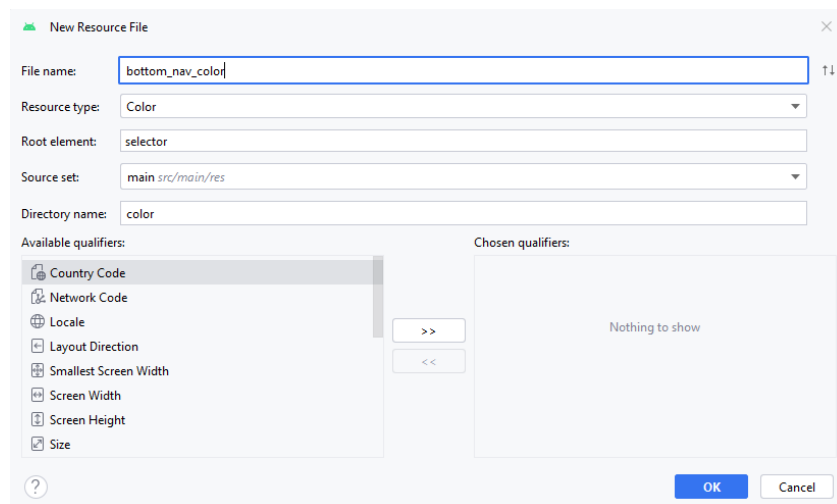 New Resource File
File name: bottom_nav_color
Resource type: Color
Root element: selector
Source set: main src/main/res
Directory name: color
Available qualifiers:
Chosen qualifiers:
Country Code
Network Code
Locale
Layout Direction
Smallest Screen Width
Screen Width
Screen Height
Size
>>
<<
Nothing to show
?
OK
Cancel